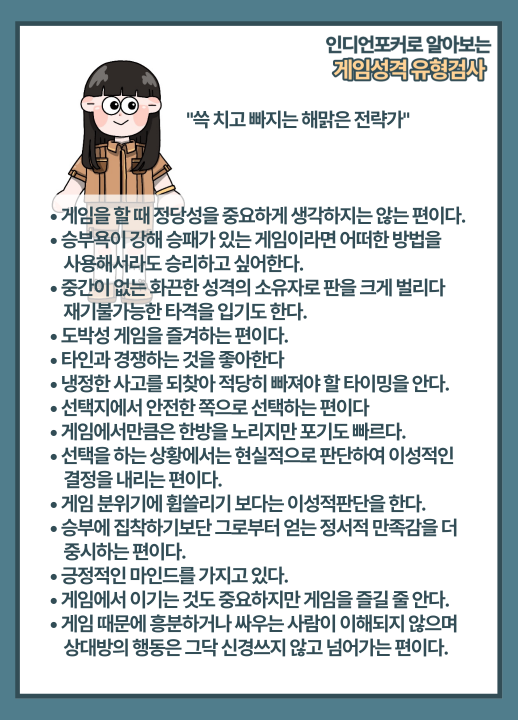 인디언포커로 알아보는
게임성격 유형검사
"쓱 치고 빠지는 해맑은 전략가"
• 게임을 할 때 정당성을 중요하게 생각하지는 않는 편이다.
• 승부욕이 강해 승패가 있는 게임이라면 어떠한 방법을
사용해서라도 승리하고 싶어한다.
• 중간이 없는 화끈한 성격의 소유자로 판을 크게 벌리다
재기불가능한 타격을 입기도 한다.
• 도박성 게임을 즐겨하는 편이다.
• 타인과 경쟁하는 것을 좋아한다
• 냉정한 사고를 되찾아 적당히 빠져야 할 타이밍을 안다.
• 선택지에서 안전한 쪽으로 선택하는 편이다
• 게임에서만큼은 한방을 노리지만 포기도 빠르다.
• 선택을 하는 상황에서는 현실적으로 판단하여 이성적인
결정을 내리는 편이다.
• 게임 분위기에 휩쓸리기 보다는 이성적판단을 한다.
• 승부에 집착하기보단 그로부터 얻는 정서적 만족감을 더
중시하는 편이다.
• 긍정적인 마인드를 가지고 있다.
• 게임에서 이기는 것도 중요하지만 게임을 즐길 줄 안다.
• 게임 때문에 흥분하거나 싸우는 사람이 이해되지 않으며
상대방의 행동은 그닥 신경쓰지 않고 넘어가는 편이다.